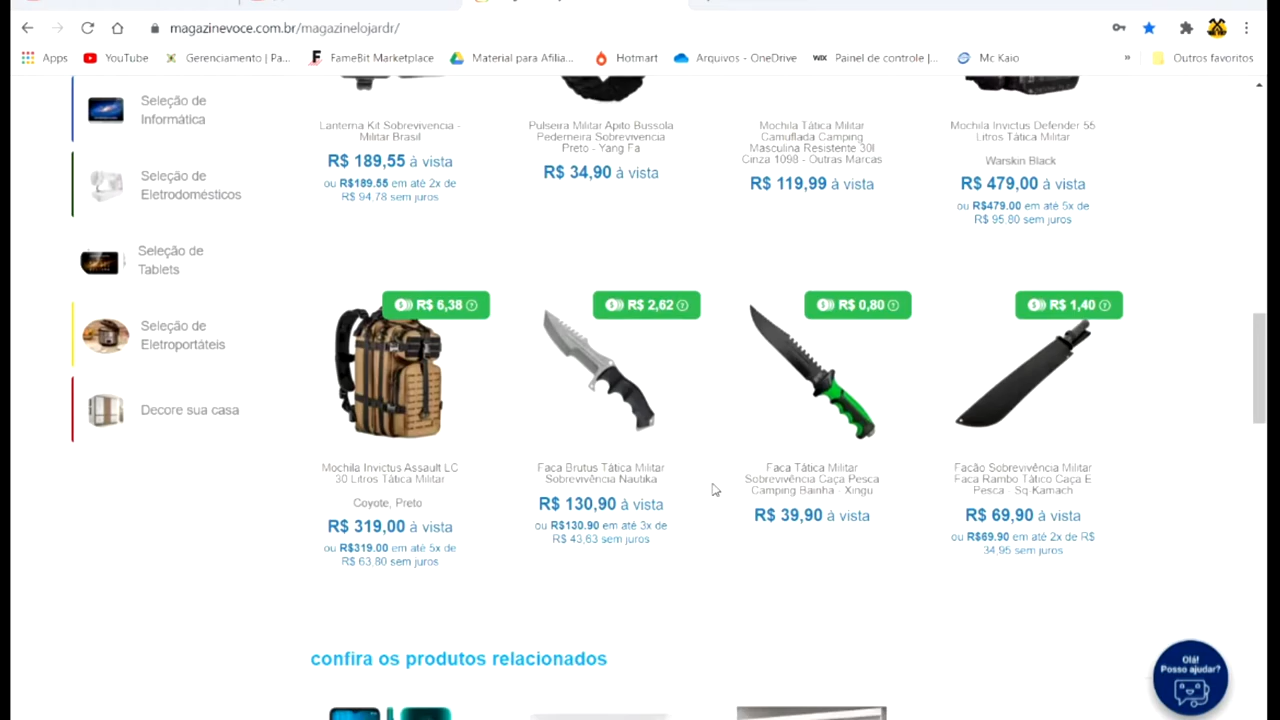 magazinevoce.com.br/magazinelojardr/
Apps
YouTube
Gerenciamento | Pa...
FameBit Marketplace
Material para Afilia...
Hotmart
Arquivos - OneDrive
WIX
Painel de controle |...
Mc Kaio
»
Outros favoritos
Seleção de
Informática
Seleção de
Eletrodomésticos
Seleção de
Tablets
Seleção de
Eletroportáteis
Decore sua casa
Lanterna Kit Sobrevivencia -
Militar Brasil
R$ 189,55 à vista
ou R$189.55 em até 2x de
R$ 94,78 sem juros
Pulseira Militar Apito Bussola
Pederneira Sobrevivencia
Preto - Yang Fa
R$ 34,90 à vista
Mochila Tática Militar
Camuflada Camping
Masculina Resistente 30l
Cinza 1098 - Outras Marcas
R$ 119,99 à vista
Mochila Invictus Defender 55
Litros Tática Militar
Warskin Black
R$ 479,00 à vista
ou R$479.00 em até 5x de
R$ 95,80 sem juros
R$ 6,38
R$ 2,62
R$ 0,80
R$ 1,40
Mochila Invictus Assault LC
30 Litros Tática Militar
Coyote, Preto
R$ 319,00 à vista
ou R$319.00 em até 5x de
R$ 63,80 sem juros
Faca Brutus Tática Militar
Sobrevivência Nautika
R$ 130,90 à vista
ou R$130.90 em até 3x de
R$ 43,63 sem juros
Faca Tática Militar
Sobrevivência Caça Pesca
Camping Bainha - Xingu
R$ 39,90 à vista
Facão Sobrevivência Militar
Faca Rambo Tático Caça E
Pesca - Sq-Kamach
R$ 69,90 à vista
ou R$69.90 em até 2x de R$
34,95 sem juros
confira os produtos relacionados
Olá!
Posso ajudar?